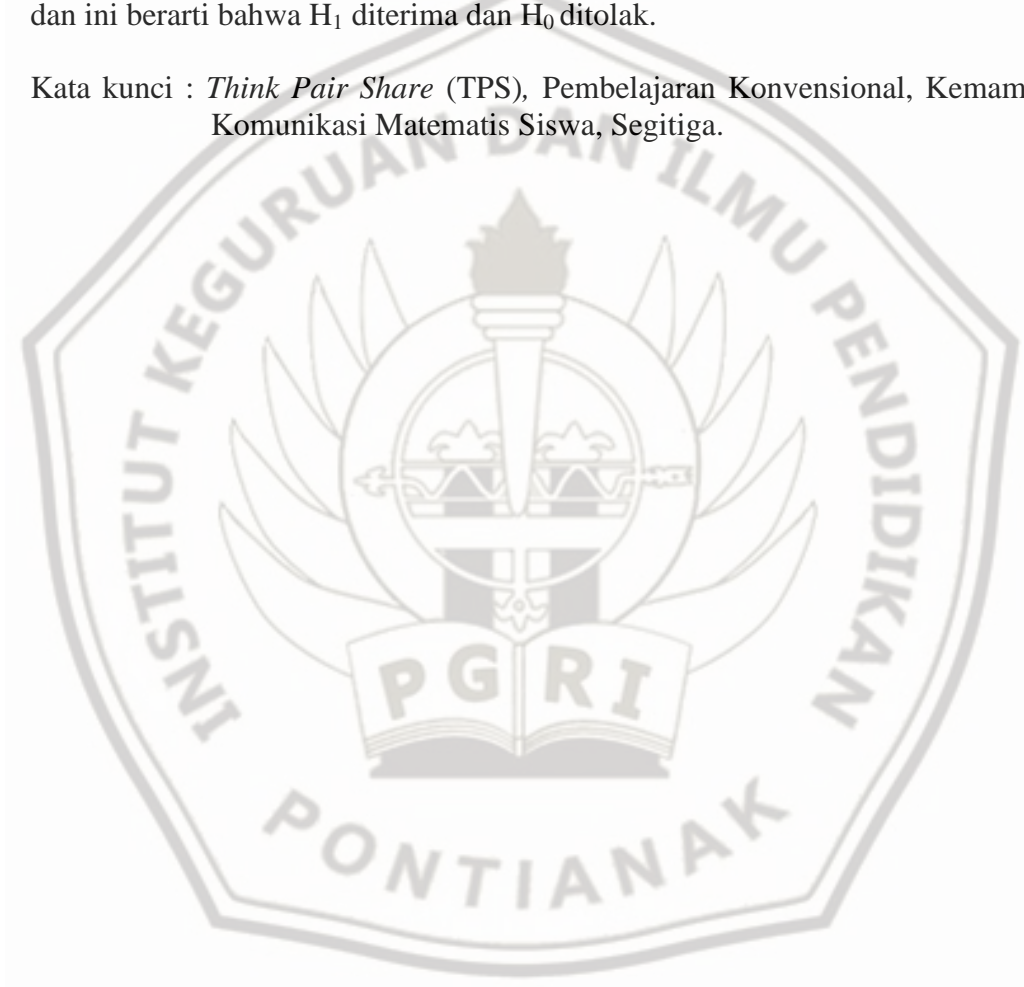 dan ini berarti bahwa H₁ diterima dan H₀ ditolak.
Kata kunci : Think Pair Share (TPS), Pembelajaran Konvensional, Kemam
Komunikasi Matematis Siswa, Segitiga.
INSTITUT KEGURUAN DAN ILMU PENDIDIKAN
PGRI
PONTIANAK